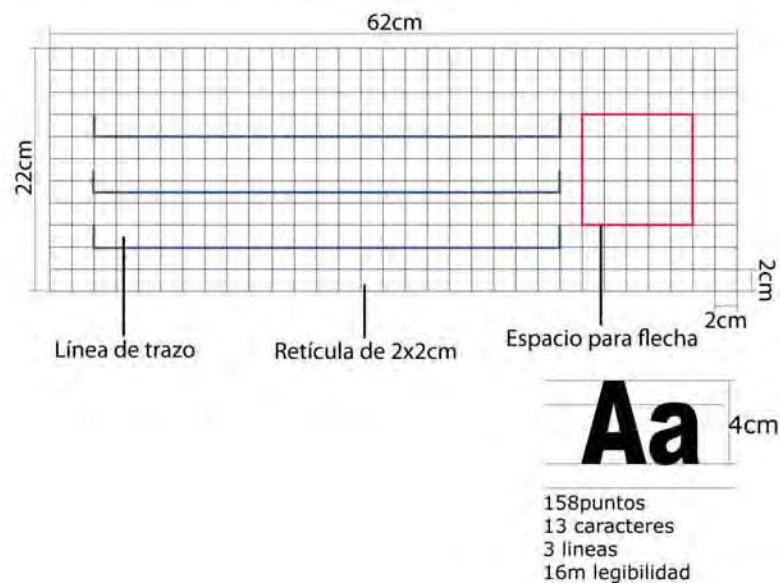 62cm
22cm
2cm
2cm
Línea de trazo
Retícula de 2x2cm
Espacio para flecha
Aa
4cm
158puntos
13 caracteres
3 lineas
16m legibilidad